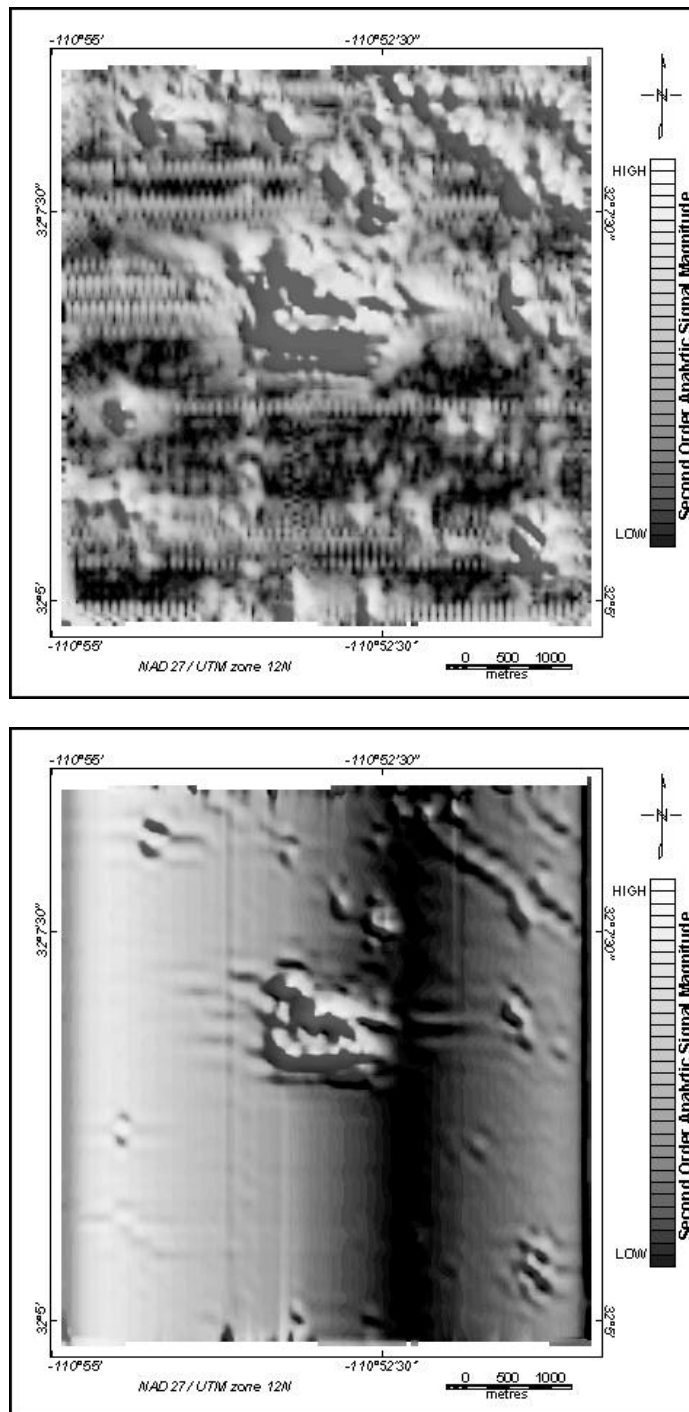 -110°55' -110°52'30"
N
HIGH
32°7'30" 32°7'30"
Second Order Analytic Signal Magnitude
LOW
32°5' 32°5'
-110°55' -110°52'30"
NAD 27 / UTM zone 12N
0 500 1000
metres
-110°55' -110°52'30"
N
HIGH
32°7'30" 32°7'30"
Second Order Analytic Signal Magnitude
LOW
32°5' 32°5'
-110°55' -110°52'30"
NAD 27 / UTM zone 12N
0 500 1000
metres